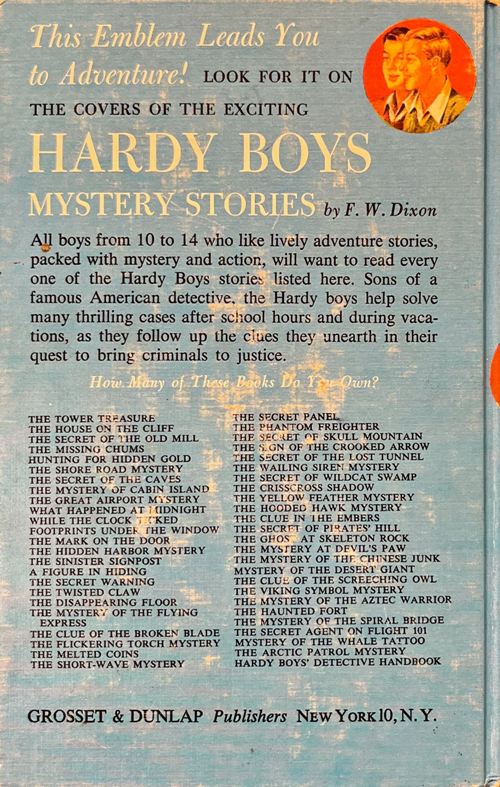 This Emblem Leads You
to Adventure! LOOK FOR IT ON
THE COVERS OF THE EXCITING
HARDY BOYS
MYSTERY STORIES by F. W. Dixon
All boys from 10 to 14 who like lively adventure stories,
packed with mystery and action, will want to read every
one of the Hardy Boys stories listed here. Sons of a
famous American detective, the Hardy boys help solve
many thrilling cases after school hours and during vaca-
tions, as they follow up the clues they unearth in their
quest to bring criminals to justice.
How Many of These Books Do You Own?
THE TOWER TREASURE
THE HOUSE ON THE CLIFF
THE SECRET OF THE OLD MILL
THE MISSING CHUMS
HUNTING FOR HIDDEN GOLD
THE SHORE ROAD MYSTERY
THE SECRET OF THE CAVES
THE MYSTERY OF CABIN ISLAND
THE GREAT AIRPORT MYSTERY
WHAT HAPPENED AT MIDNIGHT
WHILE THE CLOCK TICKED
FOOTPRINTS UNDER THE WINDOW
THE MARK ON THE DOOR
THE HIDDEN HARBOR MYSTERY
THE SINISTER SIGNPOST
A FIGURE IN HIDING
THE SECRET WARNING
THE TWISTED CLAW
THE DISAPPEARING FLOOR
THE MYSTERY OF THE FLYING
EXPRESS
THE CLUE OF THE BROKEN BLADE
THE FLICKERING TORCH MYSTERY
THE MELTED COINS
THE SHORT-WAVE MYSTERY
THE SECRET PANEL
THE PHANTOM FREIGHTER
THE SECRET OF SKULL MOUNTAIN
THE SIGN OF THE CROOKED ARROW
THE SECRET OF THE LOST TUNNEL
THE WAILING SIREN MYSTERY
THE SECRET OF WILDCAT SWAMP
THE CRISSCROSS SHADOW
THE YELLOW FEATHER MYSTERY
THE HOODED HAWK MYSTERY
THE CLUE IN THE EMBERS
THE SECRET OF PIRATES' HILL
THE GHOST AT SKELETON ROCK
THE MYSTERY AT DEVIL'S PAW
THE MYSTERY OF THE CHINESE JUNK
MYSTERY OF THE DESERT GIANT
THE CLUE OF THE SCREECHING OWL
THE VIKING SYMBOL MYSTERY
THE MYSTERY OF THE AZTEC WARRIOR
THE HAUNTED FORT
THE MYSTERY OF THE SPIRAL BRIDGE
THE SECRET AGENT ON FLIGHT 101
MYSTERY OF THE WHALE TATTOO
THE ARCTIC PATROL MYSTERY
HARDY BOYS' DETECTIVE HANDBOOK
GROSSET & DUNLAP Publishers NEW YORK 10, N. Y.